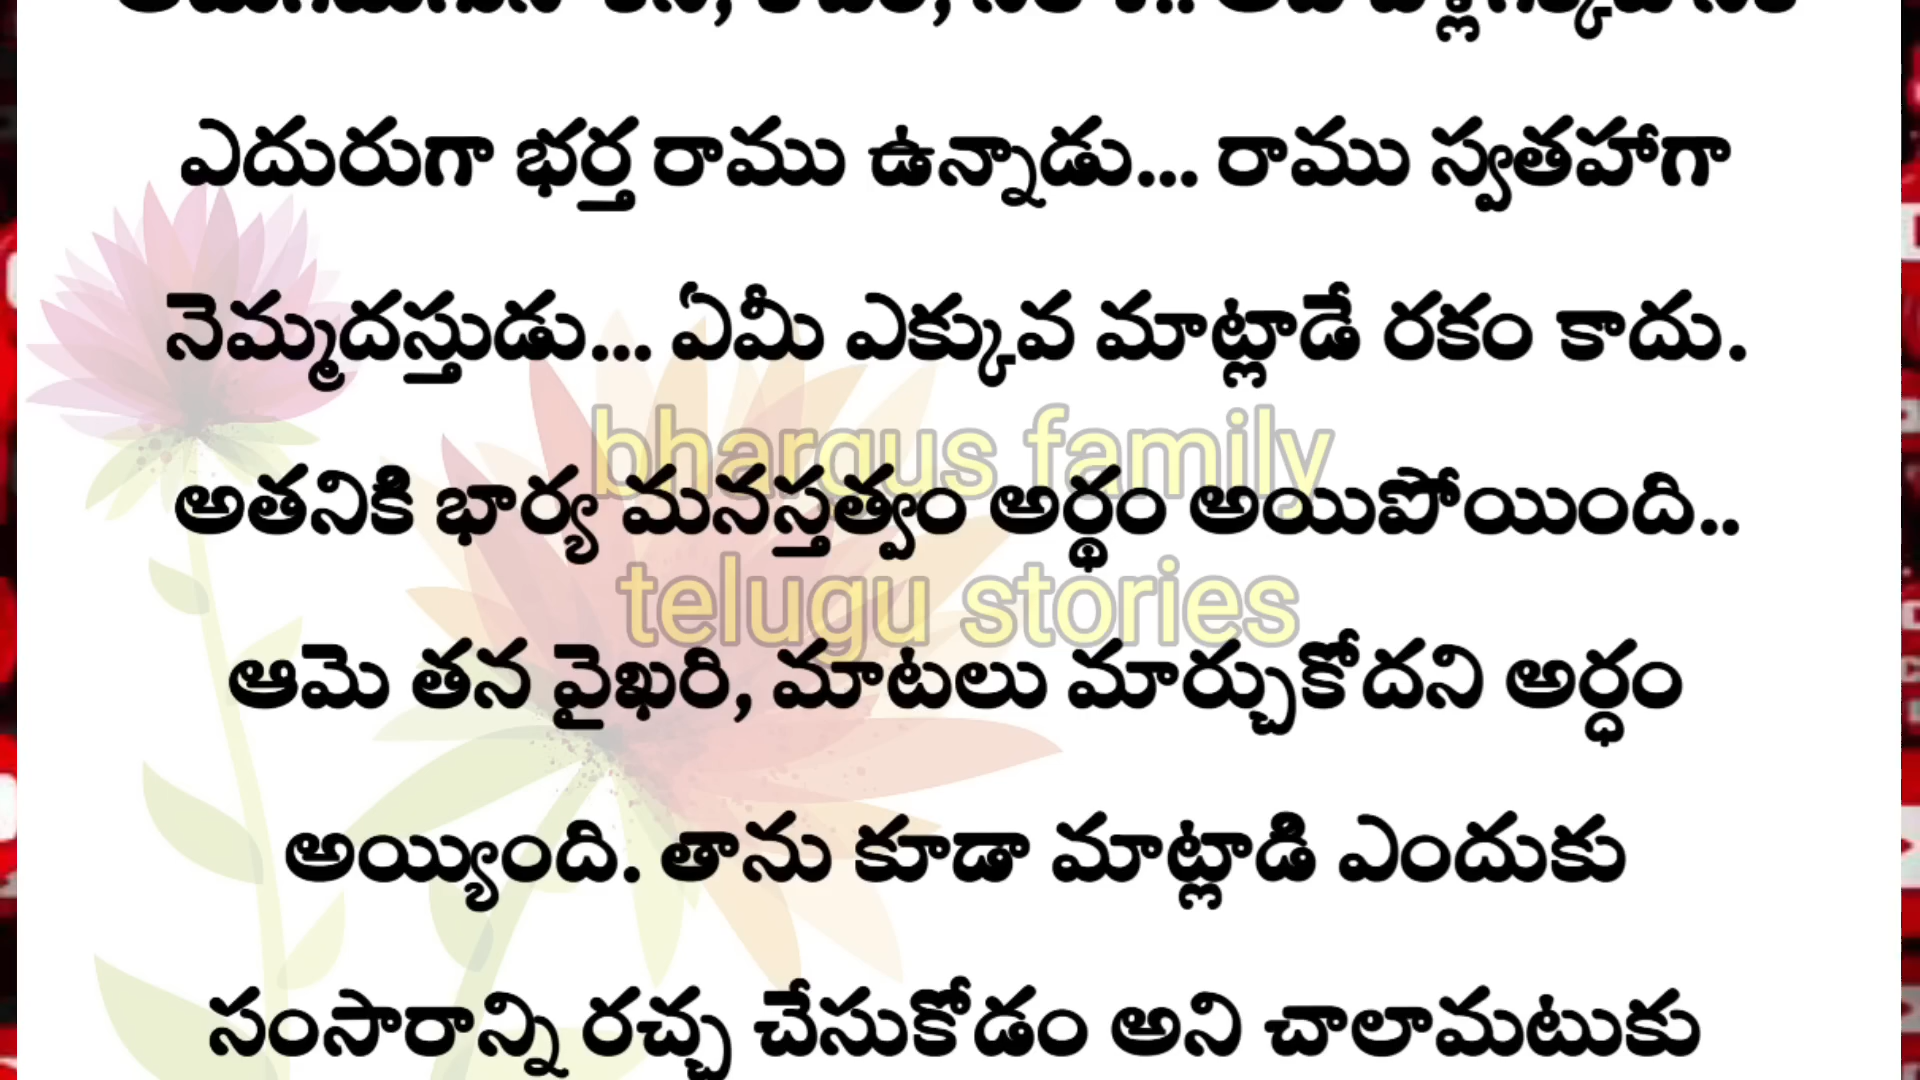 ఎదురుగా భర్త రాము ఉన్నాడు... రాము స్వతహాగా
నెమ్మదస్తుడు... ఏమీ ఎక్కువ మాట్లాడే రకం కాదు.
bhargus family
అతనికి భార్య మనస్తత్వం అర్థం అయిపోయింది..
telugu stories
ఆమె తన వైఖరి, మాటలు మార్చుకోదని అర్ధం
అయ్యింది. తాను కూడా మాట్లాడి ఎందుకు
సంసారాన్ని రచ్చ చేసుకోడం అని చాలామటుకు